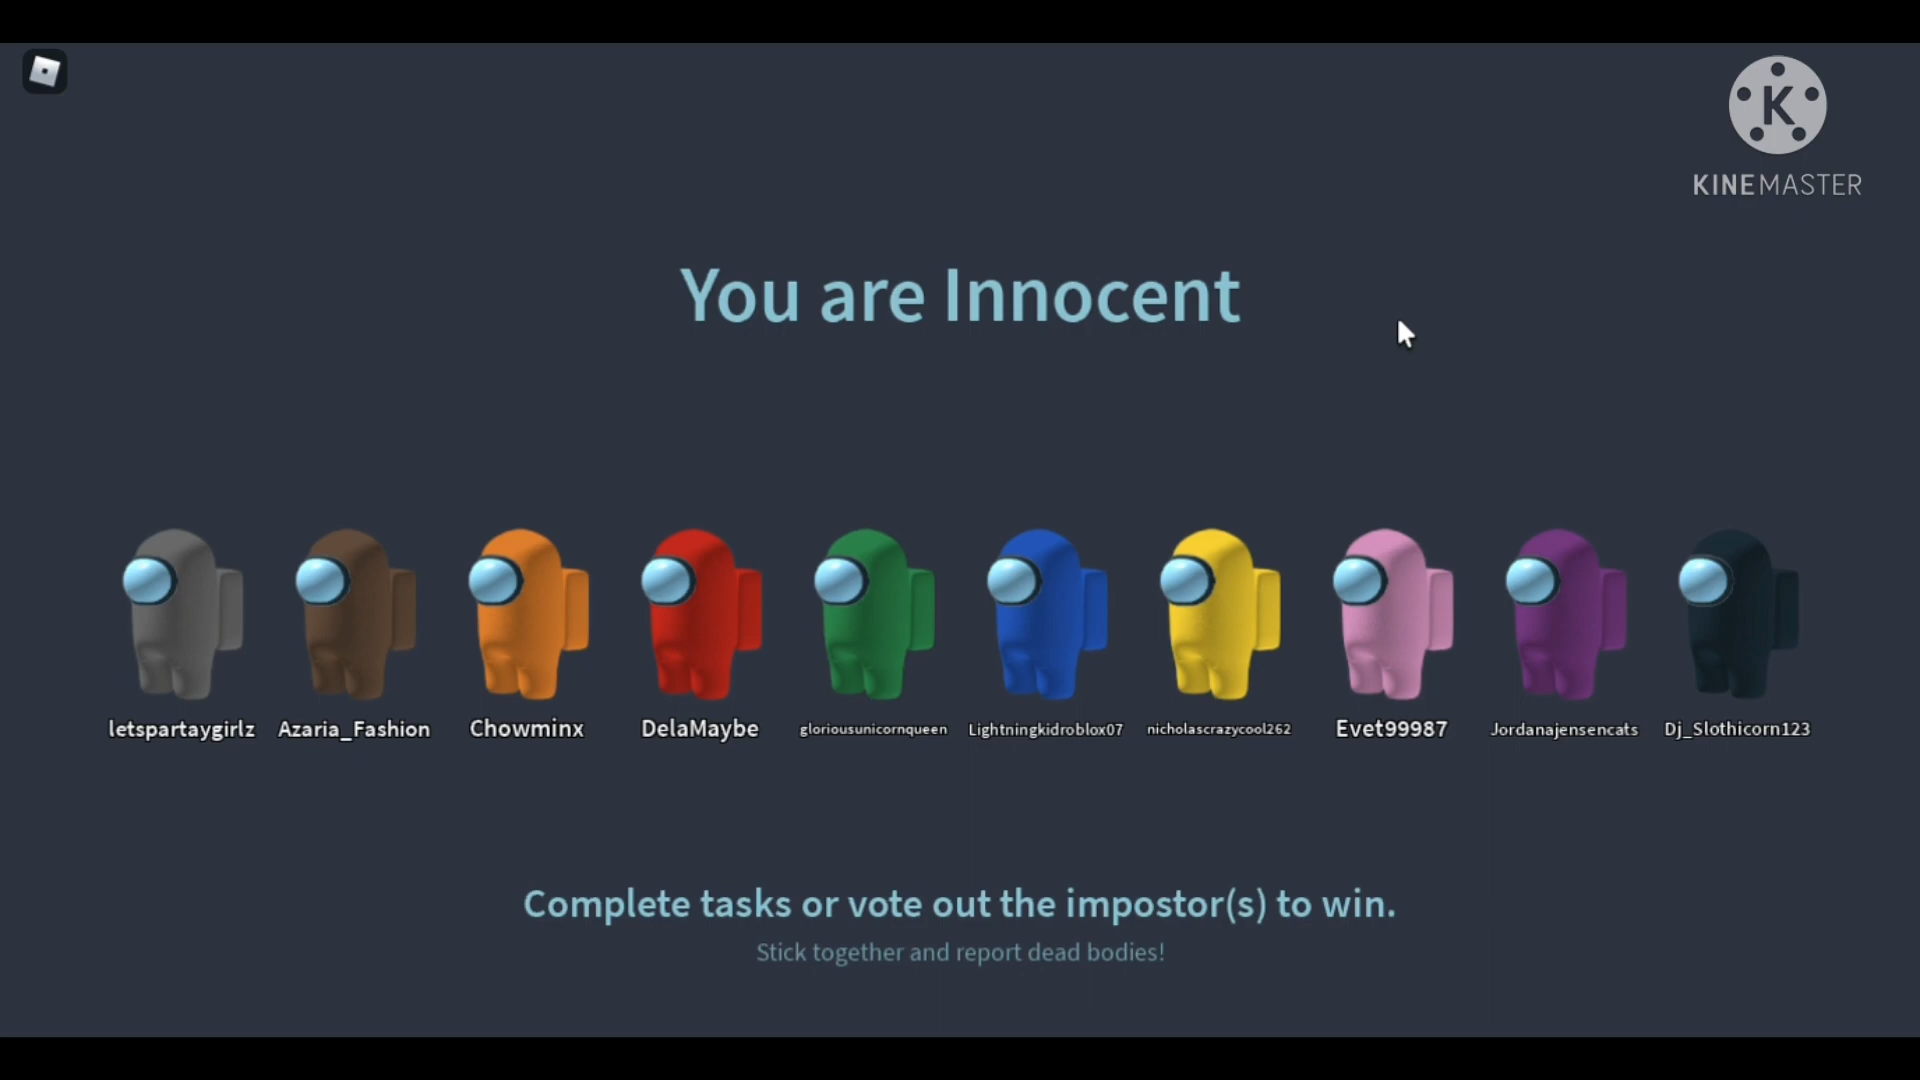 K
KINEMASTER
You are Innocent
letspartaygirlz Azaria_Fashion Chowminx DelaMaybe gloriousunicornqueen Lightningkidroblox07 nicholascrazycool262 Evet99987 Jordanajensencats Dj_Slothicorn123
Complete tasks or vote out the impostor(s) to win.
Stick together and report dead bodies!